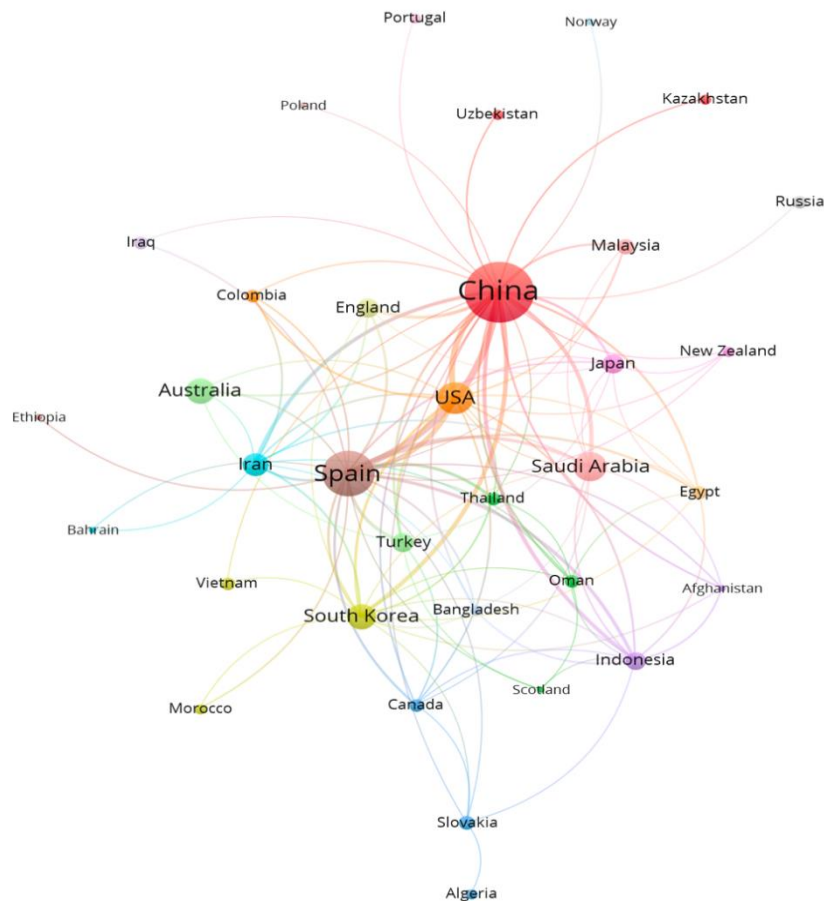 Portugal
Norway
Poland
Uzbekistan
Kazakhstan
Russia
Iraq
Malaysia
China
Colombia
England
Japan
New Zealand
Australia
USA
Ethiopia
Iran
Spain
Saudi Arabia
Thailand
Egypt
Bahrain
Turkey
Vietnam
Oman
Afghanistan
South Korea
Bangladesh
Indonesia
Scotland
Morocco
Canada
Slovakia
Algeria